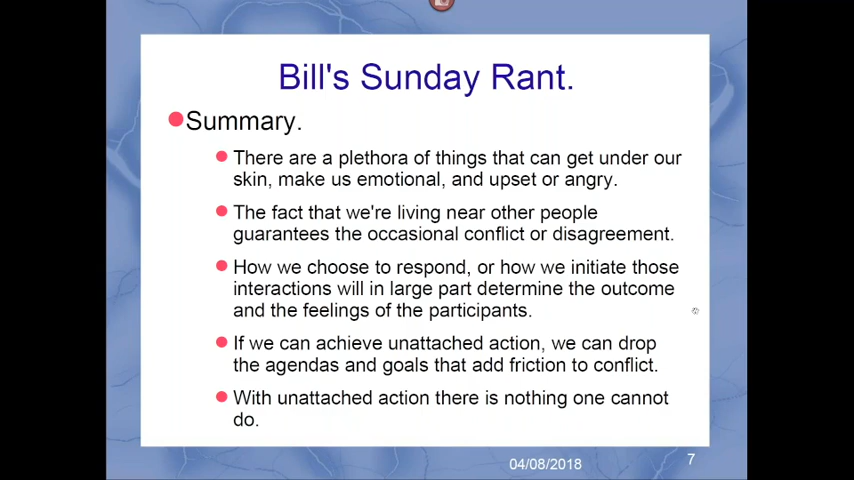 Bill's Sunday Rant.
Summary.
There are a plethora of things that can get under our
skin, make us emotional, and upset or angry.
The fact that we're living near other people
guarantees the occasional conflict or disagreement.
How we choose to respond, or how we initiate those
interactions will in large part determine the outcome
and the feelings of the participants.
If we can achieve unattached action, we can drop
the agendas and goals that add friction to conflict.
With unattached action there is nothing one cannot
do.
04/08/2018
7